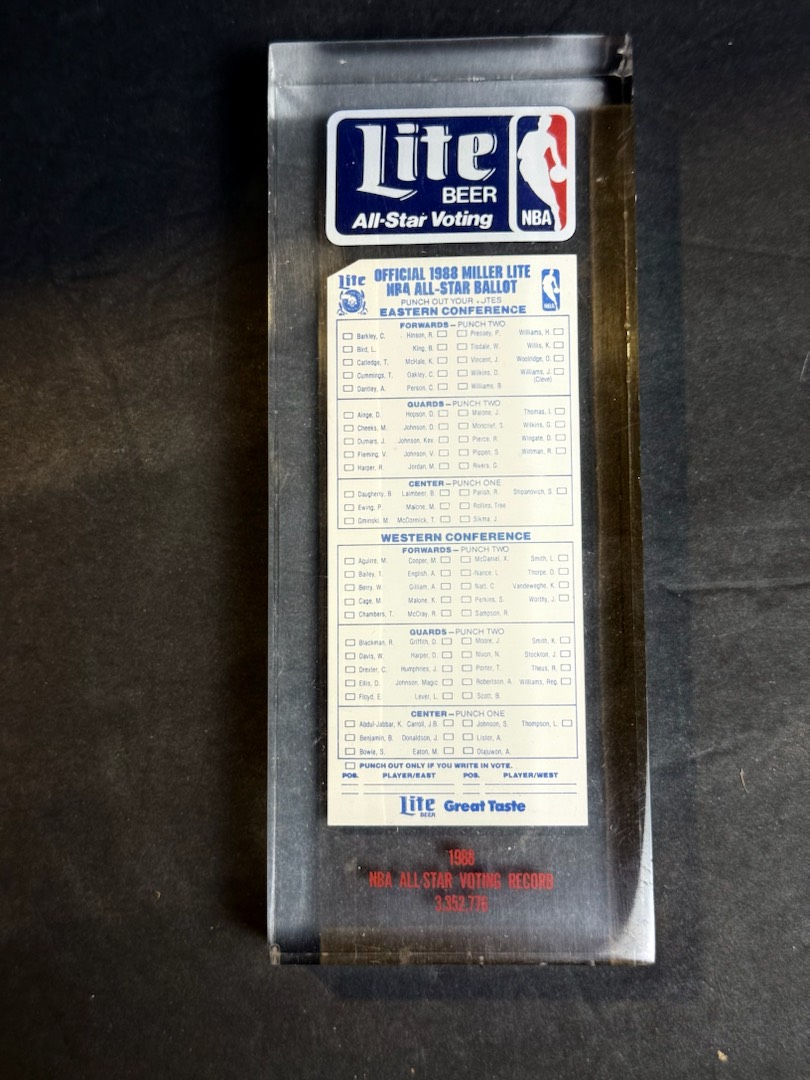 Lite
BEER
All-Star Voting
NBA
Lite
OFFICIAL 1988 MILLER LITE
NBA ALL-STAR BALLOT
PUNCH OUT YOUR
EASTERN CONFERENCE
FORWARDS—PUNCH TWO
Barkley, C. Hinson, R. Pressey, P. Williams, H.
Bird, L. King, B. Tisdale, W. Willis, K.
Catledge, T. McHale, K. Vincent, J. Woolridge, O.
Cummings, T. Oakley, C. Wilkins, D. Williams, J.
(Cleve)
Dantley, A. Person, C. Williams, B.
GUARDS—PUNCH TWO
Ainge, D. Hopson, D. Malone, J. Thomas, I.
Cheeks, M. Johnson, D. Moncrief, S. Wilkins, G.
Dumars, J. Johnson, Kev. Pierce, R. Wingate, D.
Fleming, V. Johnson, V. Pippen, S. Wittman, R.
Harper, R. Jordan, M. Rivers, G.
CENTER—PUNCH ONE
Daugherty, B. Laimbeer, B. Parish, R. Stipanovich, S.
Ewing, P. Malone, M. Rollins, Tree
Gminski, M. McCormick, T. Sikma, J.
WESTERN CONFERENCE
FORWARDS—PUNCH TWO
Aguirre, M. Cooper, M. McDaniel, X. Smith, L.
Bailey, T. English, A. Nance, L. Thorpe, O.
Berry, W. Gilliam, A. Natt, C. Vandeweghe, K.
Cage, M. Malone, K. Perkins, S. Worthy, J.
Chambers, T. McCray, R. Sampson, R.
GUARDS—PUNCH TWO
Blackman, R. Griffith, D. Moore, J. Smith, K.
Davis, W. Harper, D. Nixon, N. Stockton, J.
Drexler, C. Humphries, J. Porter, T. Theus, R.
Ellis, D. Johnson, Magic Robertson, A. Williams, Reg.
Floyd, E. Lever, L. Scott, B.
CENTER—PUNCH ONE
Abdul-Jabbar, K. Carroll, J.B. Johnson, S. Thompson, L.
Benjamin, B. Donaldson, J. Lister, A.
Bowie, S. Eaton, M. Olajuwon, A.
PUNCH OUT ONLY IF YOU WRITE IN VOTE.
POS. PLAYER/EAST POS. PLAYER/WEST
Lite BEER Great Taste
1988
NBA ALL-STAR VOTING RECORD
3,352,776